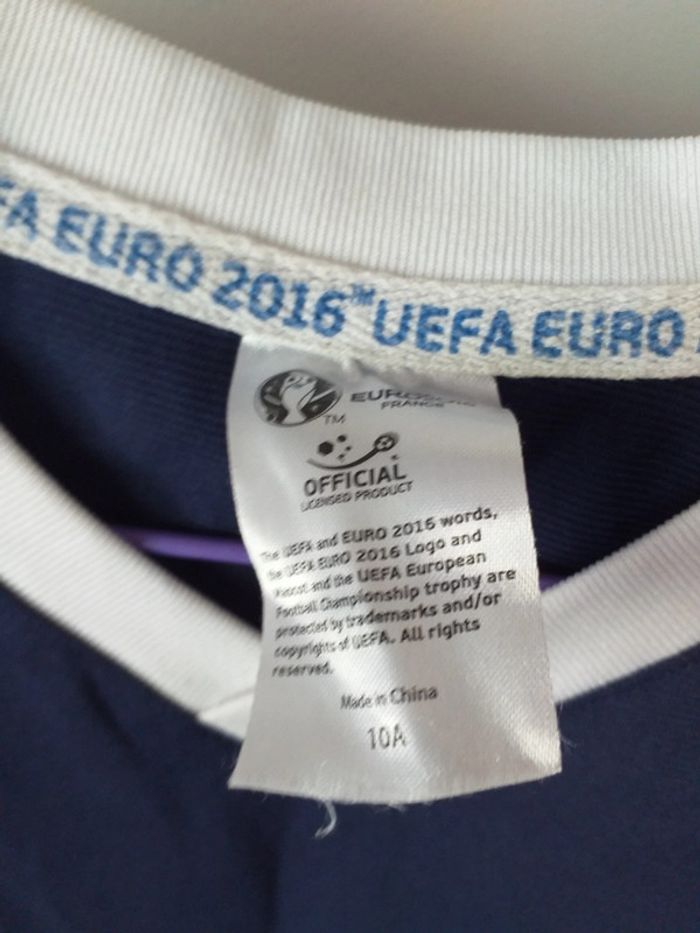 FA EURO 2016™ UEFA EURO
TM
FRANCE
OFFICIAL
LICENSED PRODUCT
The UEFA and EURO 2016 words,
the UEFA EURO 2016 Logo and
Mascot and the UEFA European
Football Championship trophy are
protected by trademarks and/or
copyrights of UEFA. All rights
reserved.
Made in China
10A